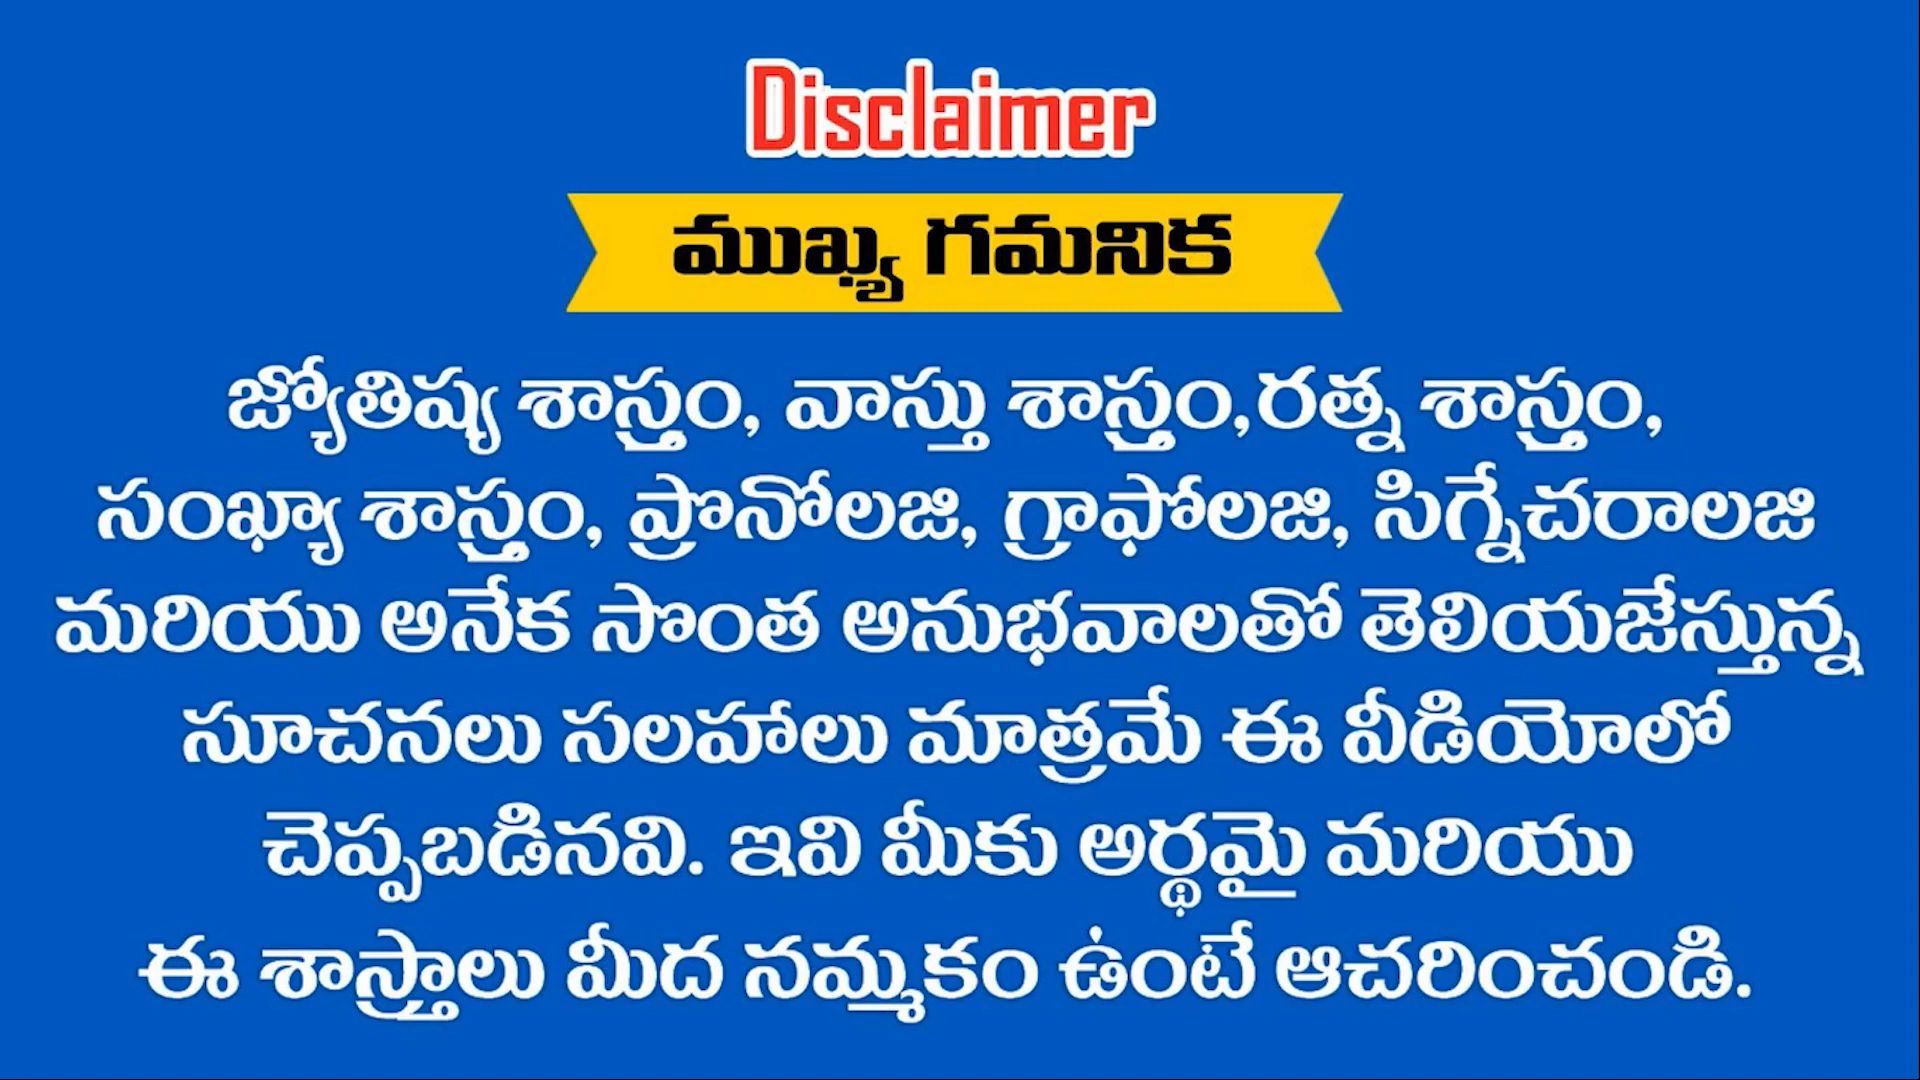 Disclaimer
ముఖ్య గమనిక
జ్యోతిష్య శాస్త్రం, వాస్తు శాస్త్రం,రత్న శాస్త్రం,
సంఖ్యా శాస్త్రం, ప్రొనోలజి, గ్రాఫోలజి, సిగ్నేచరాలజి
మరియు అనేక సొంత అనుభవాలతో తెలియజేస్తున్న
సూచనలు సలహాలు మాత్రమే ఈ వీడియోలో
చెప్పబడినవి. ఇవి మీకు అర్థమై మరియు
ఈ శాస్త్రాలు మీద నమ్మకం ఉంటే ఆచరించండి.